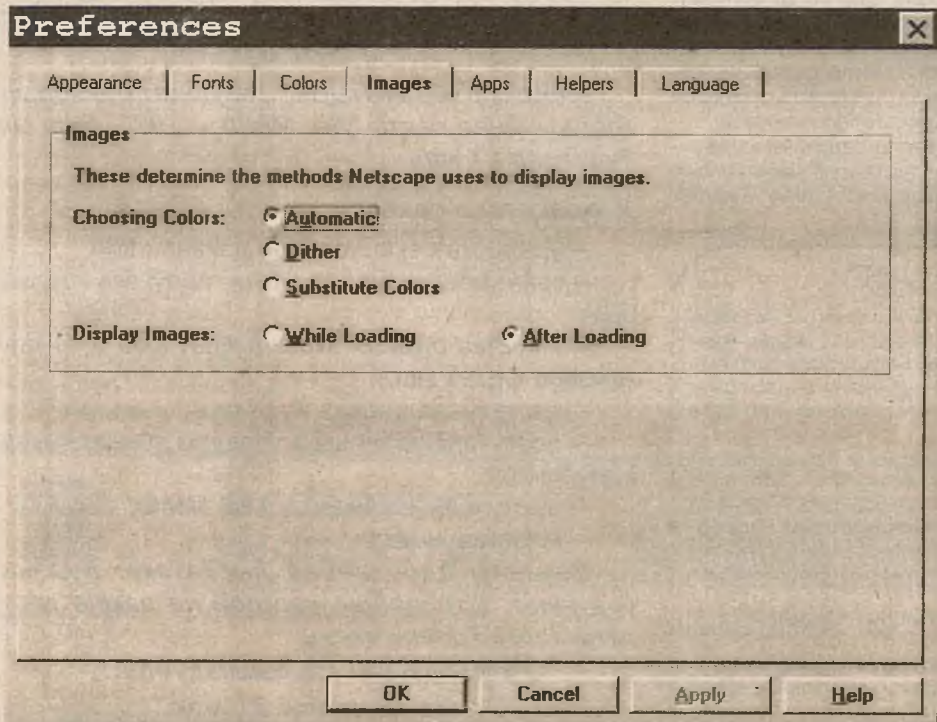 Preferences
Appearance | Fonts | Colors | Images | Apps | Helpers | Language |
Images
These determine the methods Netscape uses to display images.
Choosing Colors: Automatic
Dither
Substitute Colors
Display Images: While Loading After Loading
OK Cancel Apply Help